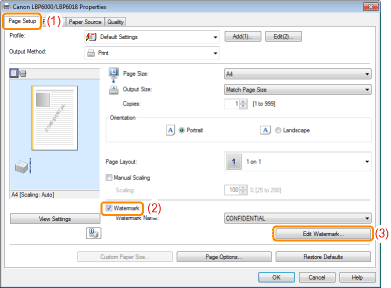 Canon LBP6000/LBP6018 Properties
Page Setup (1) Paper Source Quality
Profile: Default Settings Add(1)... Edit(2)...
Output Method: Print
Page Size: A4
Output Size: Match Page Size
Copies: 1 [1 to 999]
Orientation
A Portrait A Landscape
Page Layout: 1 1 on 1
Manual Scaling
Scaling: 100 % [25 to 200]
A4 [Scaling: Auto]
Watermark (2)
View Settings Watermark Name: CONFIDENTIAL
Edit Watermark... (3)
Custom Paper Size... Page Options... Restore Defaults
OK Cancel Help